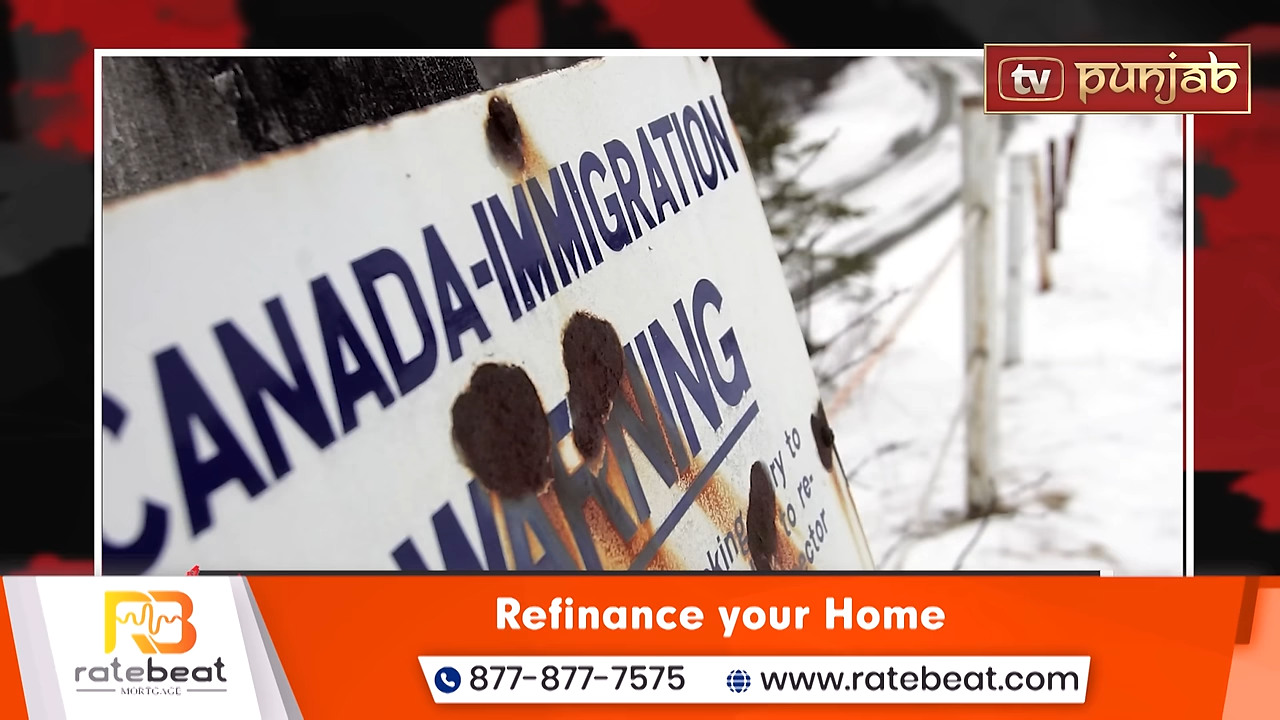 tv punjab
CANADA-IMMIGRATION
WARNING
ry to
king to re-
ector
Refinance your Home
RB
ratebeat
MORTGAGE
877-877-7575
www.ratebeat.com